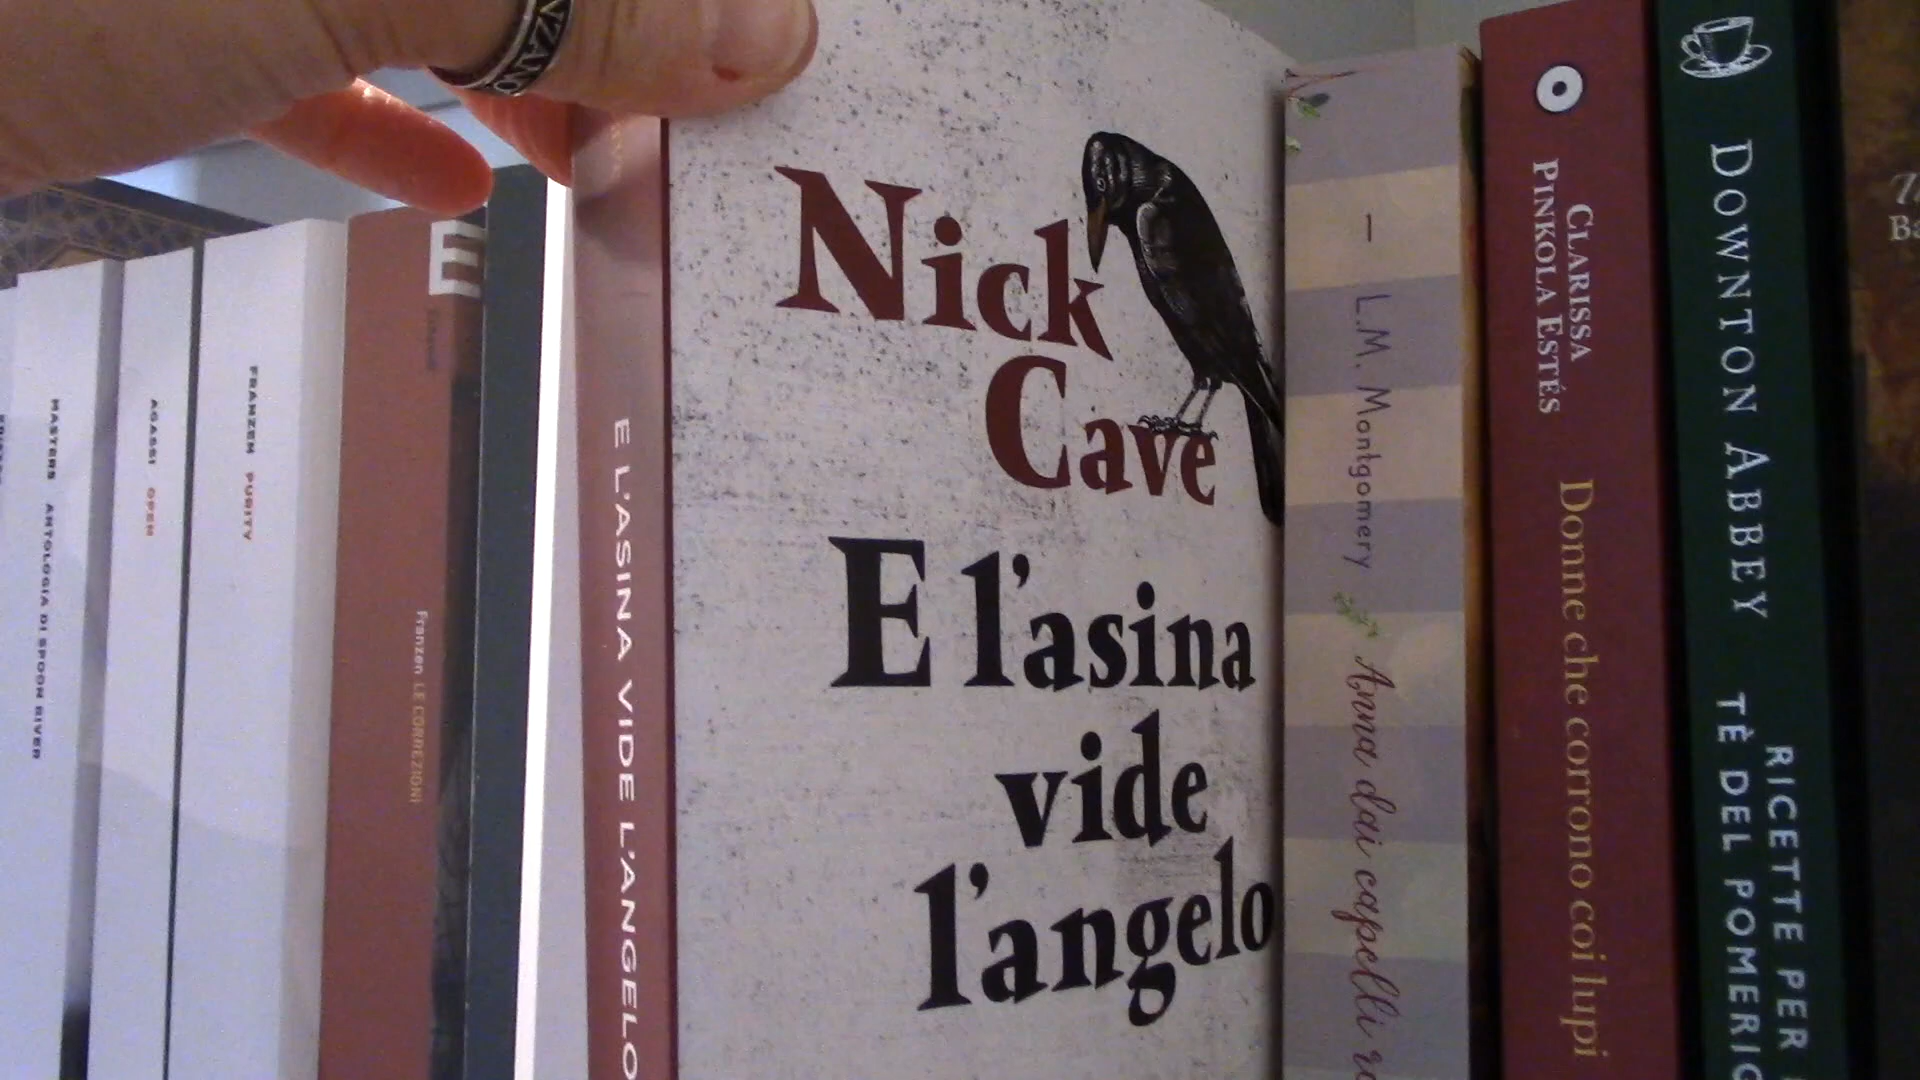 MASTERS ANTOLOGIA DI SPOON RIVER
AGASSI OPEN
FRANZEN PURITY
E
Franzen LE CORREZIONI
E L'ASINA VIDE L'ANGELO
Nick
Cave
E l'asina
vide
l'angelo
L.M. Montgomery Anna dai capelli
CLARISSA
PINKOLA ESTÉS
Donne che corrono coi lupi
DOWNTON ABBEY
RICETTE PER
TÈ DEL POMERIG